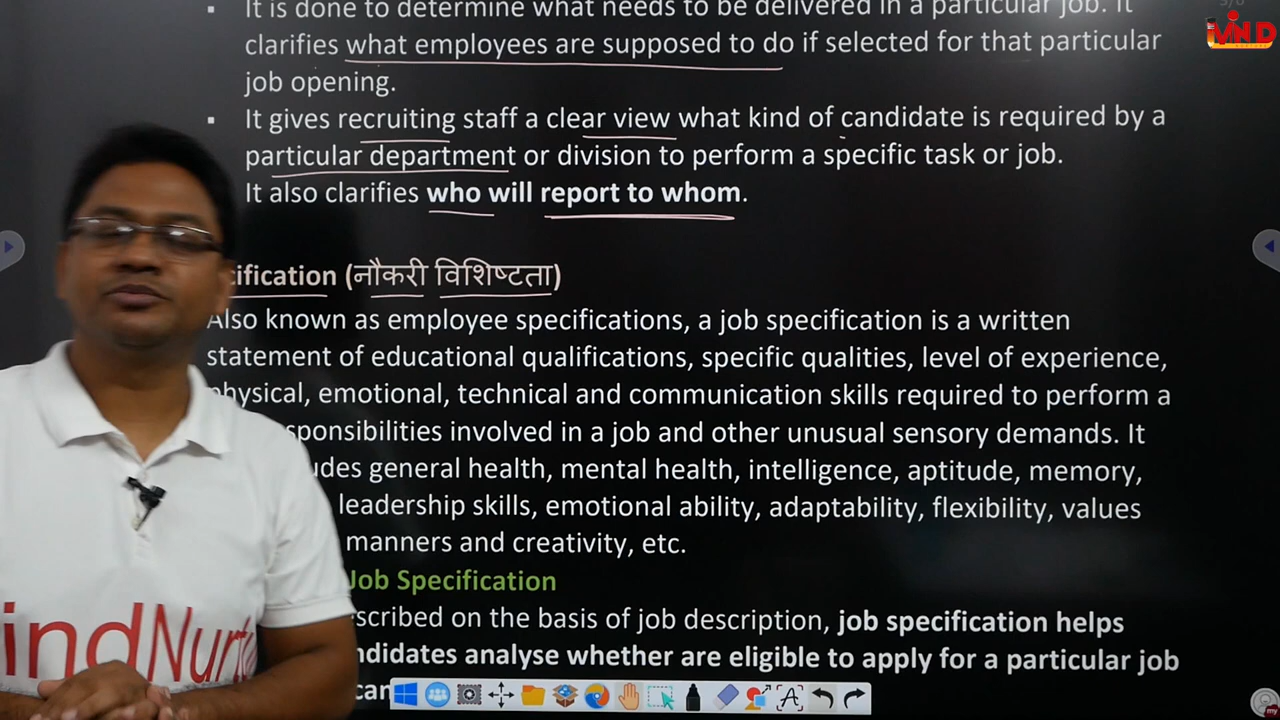 It is done to determine what needs to be delivered in a particular job. It
clarifies what employees are supposed to do if selected for that particular
job opening.
It gives recruiting staff a clear view what kind of candidate is required by a
particular department or division to perform a specific task or job.
It also clarifies who will report to whom.
cification (नौकरी विशिष्टता)
Also known as employee specifications, a job specification is a written
statement of educational qualifications, specific qualities, level of experience,
physical, emotional, technical and communication skills required to perform a
sponsibilities involved in a job and other unusual sensory demands. It
udes general health, mental health, intelligence, aptitude, memory,
leadership skills, emotional ability, adaptability, flexibility, values
manners and creativity, etc.
Job Specification
scribed on the basis of job description, job specification helps
ndidates analyse whether are eligible to apply for a particular job
can
indNurtu